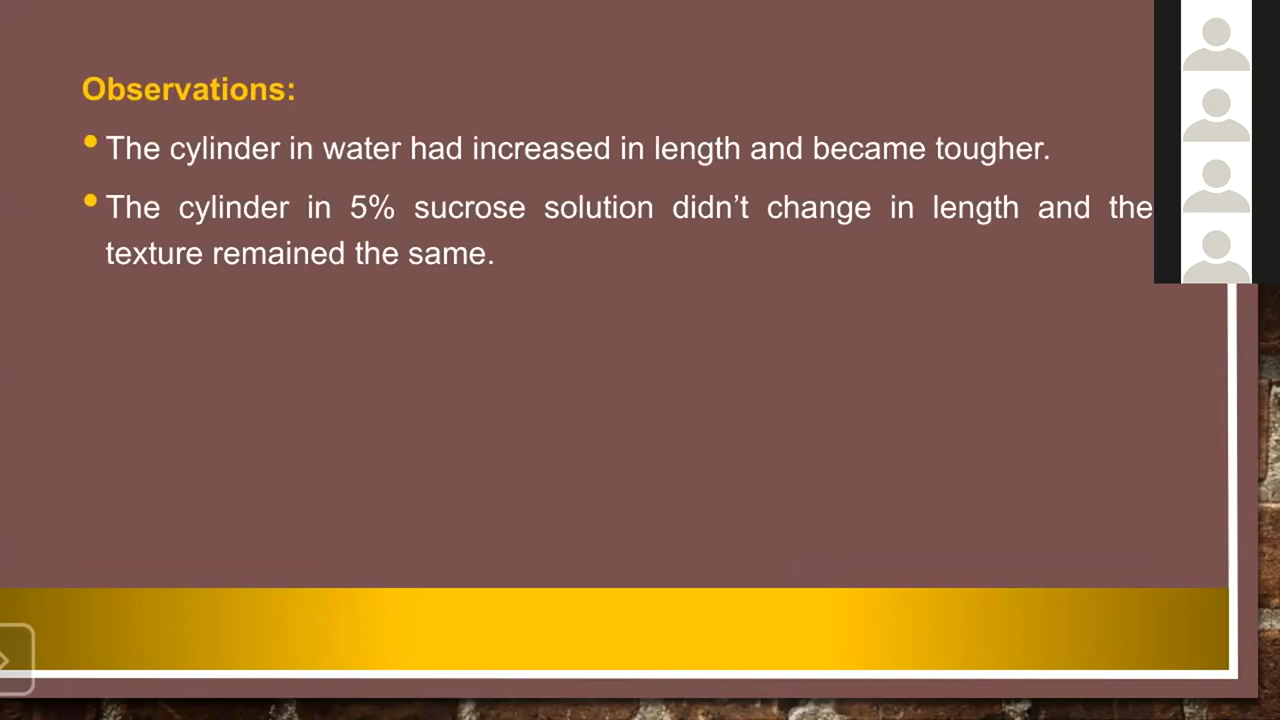 Observations:
• The cylinder in water had increased in length and became tougher.
• The cylinder in 5% sucrose solution didn’t change in length and the
texture remained the same.